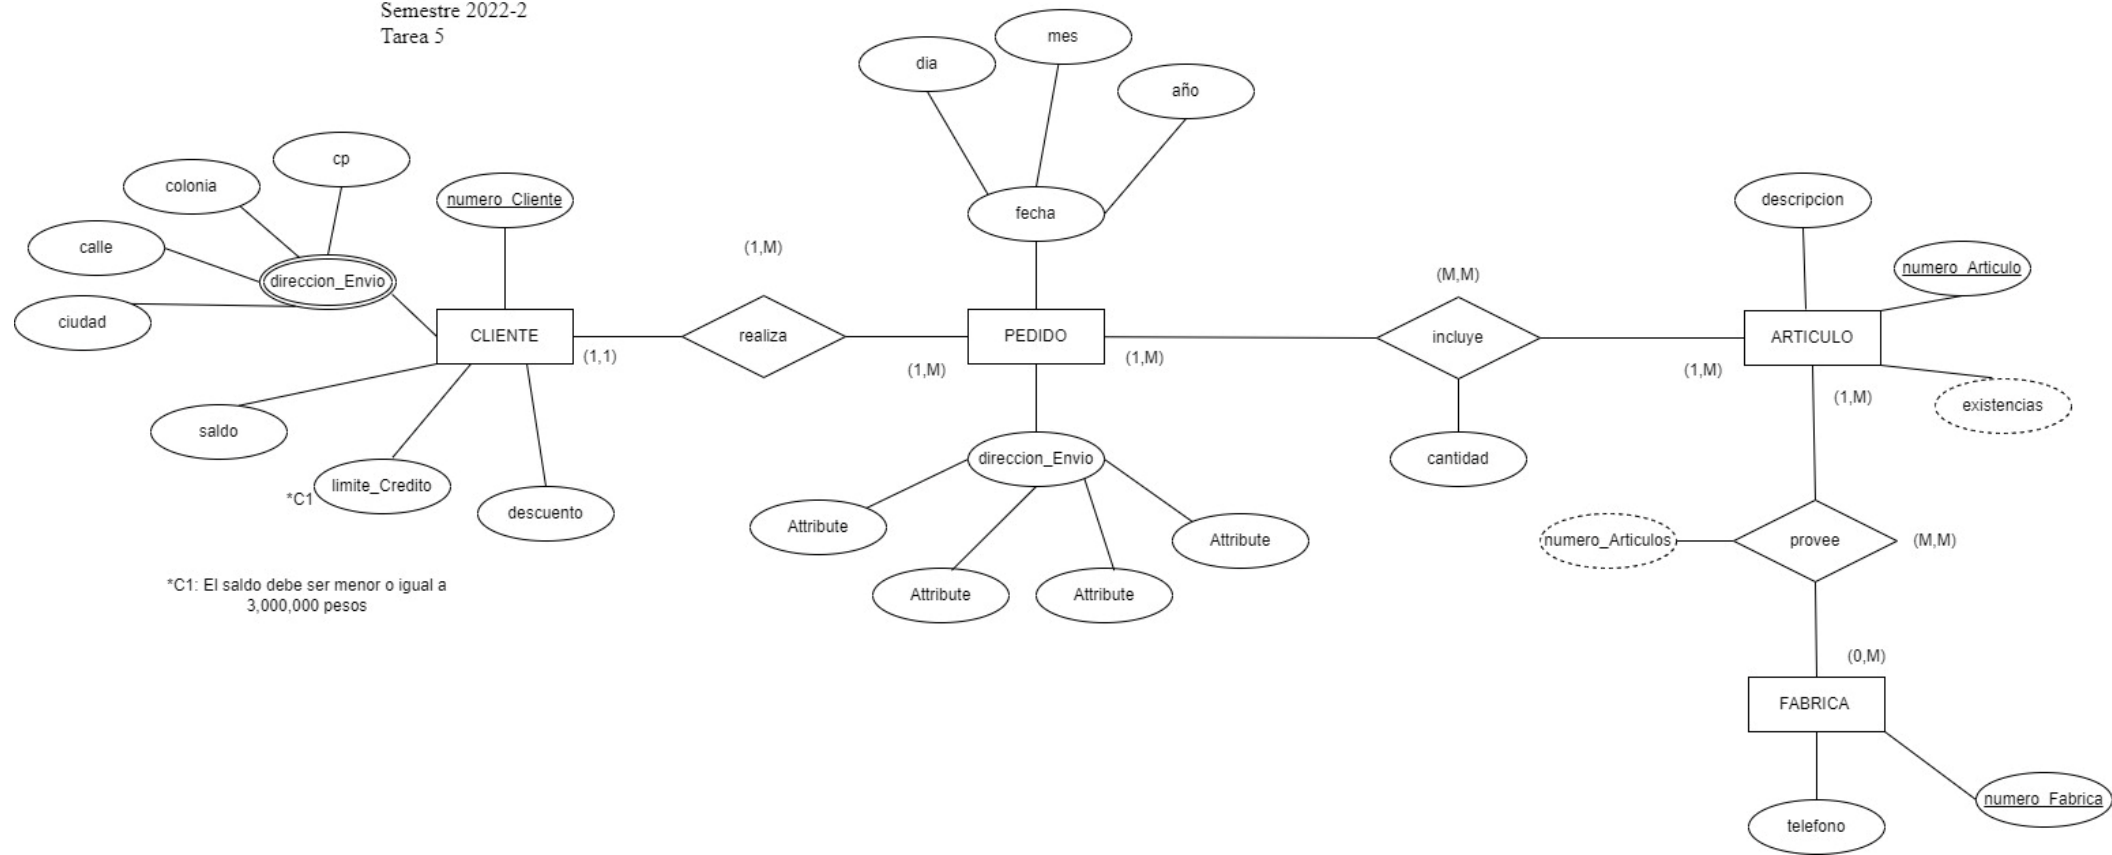 Semestre 2022-2
Tarea 5
mes
dia
año
cp
colonia
numero_Cliente
descripcion
fecha
calle
(1,M)
numero_Articulo
(M,M)
direccion_Envio
ciudad
CLIENTE
realiza
PEDIDO
incluye
ARTICULO
(1,1)
(1,M)
(1,M)
(1,M)
(1,M)
existencias
saldo
direccion_Envio
cantidad
limite_Credito
*C1
descuento
Attribute
Attribute
numero_Articulos
provee
(M,M)
*C1: El saldo debe ser menor o igual a
3,000,000 pesos
Attribute
Attribute
(0,M)
FABRICA
numero_Fabrica
telefono